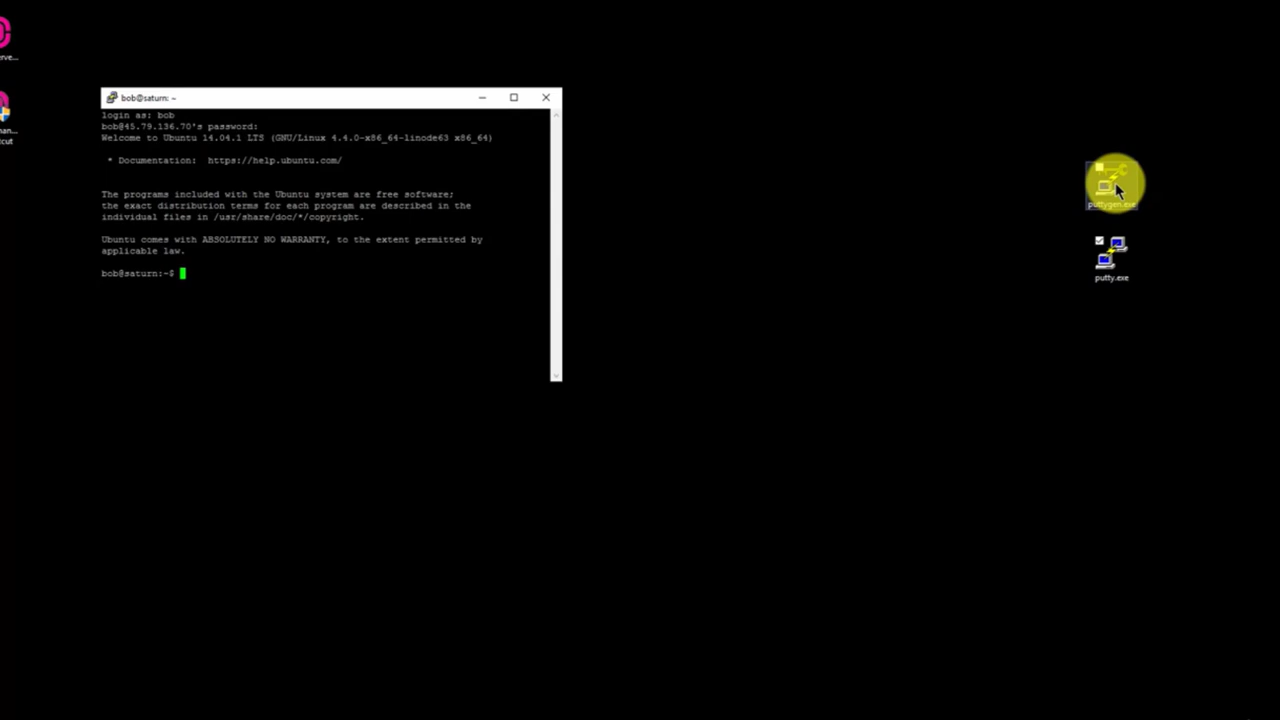 erve...
nan...
tcut
bob@saturn: ~
login as: bob
bob@45.79.136.70's password:
Welcome to Ubuntu 14.04.1 LTS (GNU/Linux 4.4.0-x86_64-linode63 x86_64)
* Documentation:  https://help.ubuntu.com/
The programs included with the Ubuntu system are free software;
the exact distribution terms for each program are described in the
individual files in /usr/share/doc/*/copyright.
Ubuntu comes with ABSOLUTELY NO WARRANTY, to the extent permitted by
applicable law.
bob@saturn:~$
puttygen.exe
putty.exe